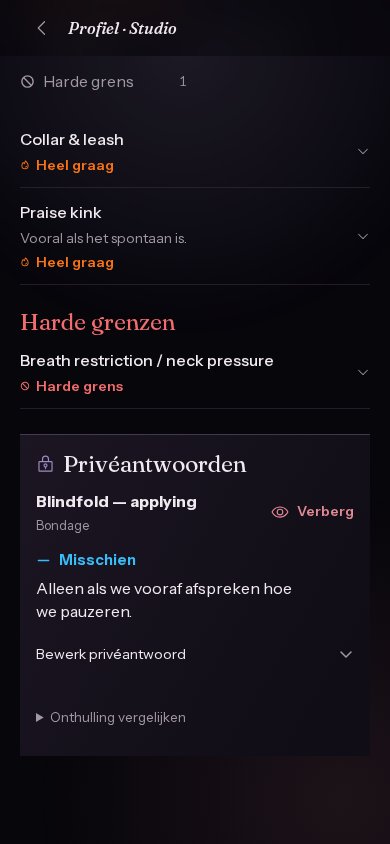 Profiel · Studio
Harde grens 1
Collar & leash
Heel graag
Praise kink
Vooral als het spontaan is.
Heel graag
Harde grenzen
Breath restriction / neck pressure
Harde grens
Privéantwoorden
Blindfold — applying
Bondage
Verberg
Misschien
Alleen als we vooraf afspreken hoe
we pauzeren.
Bewerk privéantwoord
Onthulling vergelijken